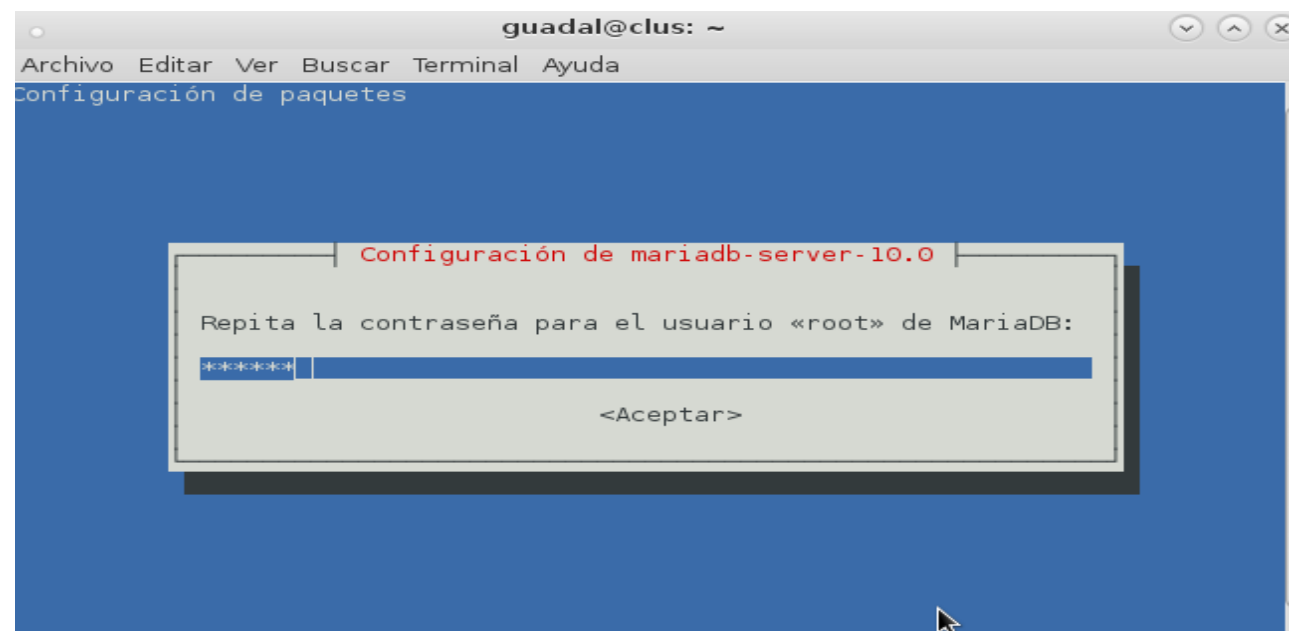 guadal@clus: ~
Archivo Editar Ver Buscar Terminal Ayuda
Configuración de paquetes
Configuración de mariadb-server-10.0
Repita la contraseña para el usuario «root» de MariaDB:
******
<Aceptar>